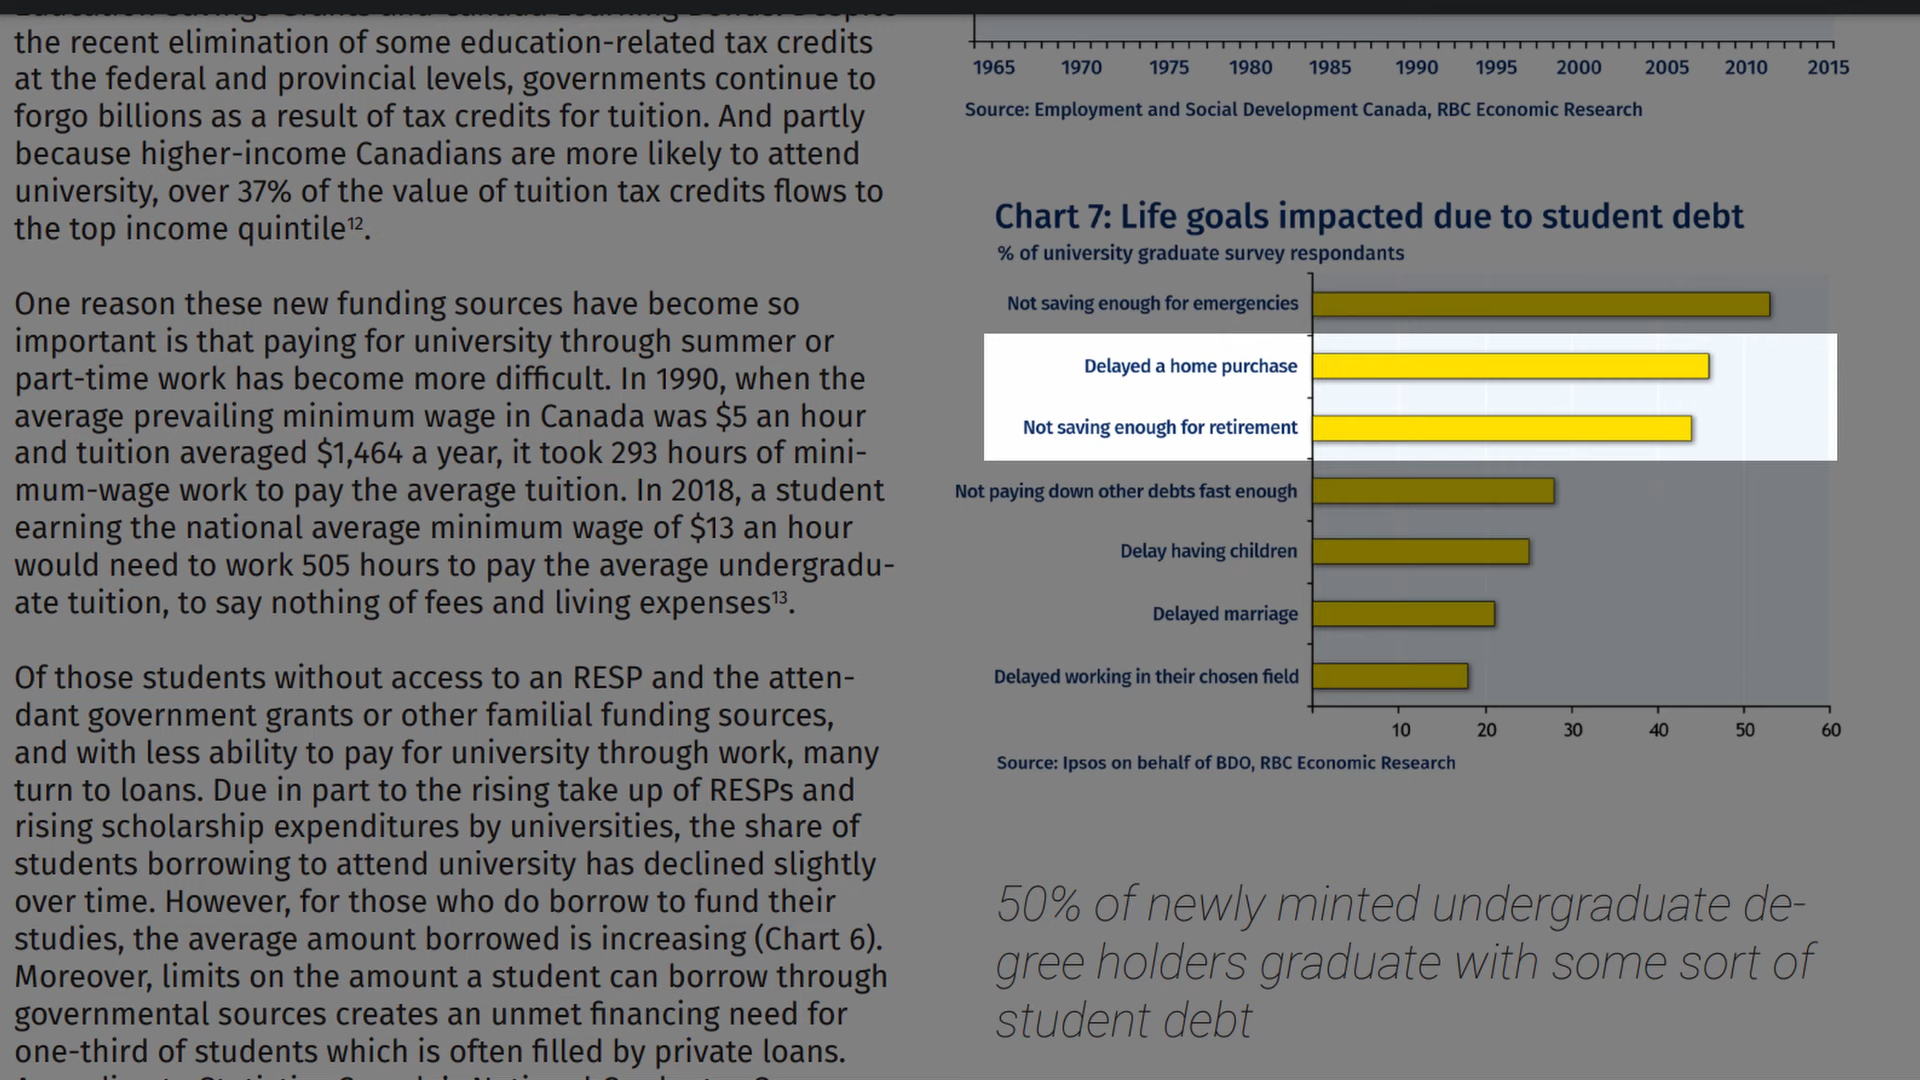 the recent elimination of some education-related tax credits
at the federal and provincial levels, governments continue to
forgo billions as a result of tax credits for tuition. And partly
because higher-income Canadians are more likely to attend
university, over 37% of the value of tuition tax credits flows to
the top income quintile¹².
One reason these new funding sources have become so
important is that paying for university through summer or
part-time work has become more difficult. In 1990, when the
average prevailing minimum wage in Canada was $5 an hour
and tuition averaged $1,464 a year, it took 293 hours of mini-
mum-wage work to pay the average tuition. In 2018, a student
earning the national average minimum wage of $13 an hour
would need to work 505 hours to pay the average undergradu-
ate tuition, to say nothing of fees and living expenses¹³.
Of those students without access to an RESP and the atten-
dant government grants or other familial funding sources,
and with less ability to pay for university through work, many
turn to loans. Due in part to the rising take up of RESPs and
rising scholarship expenditures by universities, the share of
students borrowing to attend university has declined slightly
over time. However, for those who do borrow to fund their
studies, the average amount borrowed is increasing (Chart 6).
Moreover, limits on the amount a student can borrow through
governmental sources creates an unmet financing need for
one-third of students which is often filled by private loans.
1965 1970 1975 1980 1985 1990 1995 2000 2005 2010 2015
Source: Employment and Social Development Canada, RBC Economic Research
Chart 7: Life goals impacted due to student debt
% of university graduate survey respondants
Not saving enough for emergencies
Delayed a home purchase
Not saving enough for retirement
Not paying down other debts fast enough
Delay having children
Delayed marriage
Delayed working in their chosen field
10 20 30 40 50 60
Source: Ipsos on behalf of BDO, RBC Economic Research
50% of newly minted undergraduate de-
gree holders graduate with some sort of
student debt